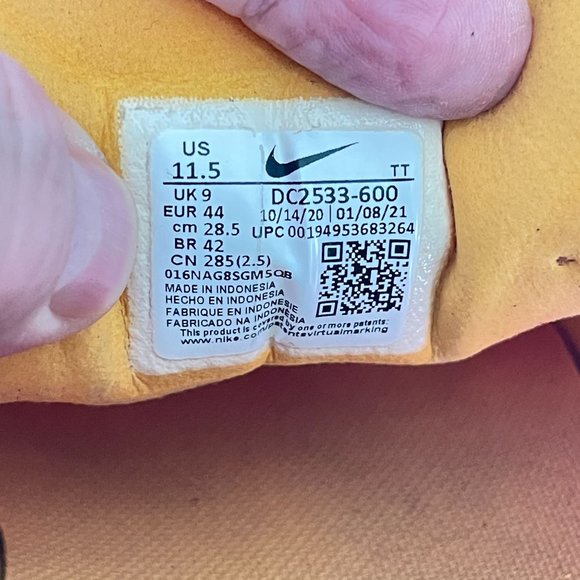 US
11.5 TT
UK 9 DC2533-600
EUR 44 10/14/20 | 01/08/21
cm 28.5 UPC 00194953683264
BR 42
CN 285(2.5)
016NAG8SGM5QB
MADE IN INDONESIA
HECHO EN INDONESIA
FABRIQUE EN INDONESIE
FABRICADO NA INDONÉSIA
This product is covered by one or more patents:
www.nike.com/patentsvirtualmarking